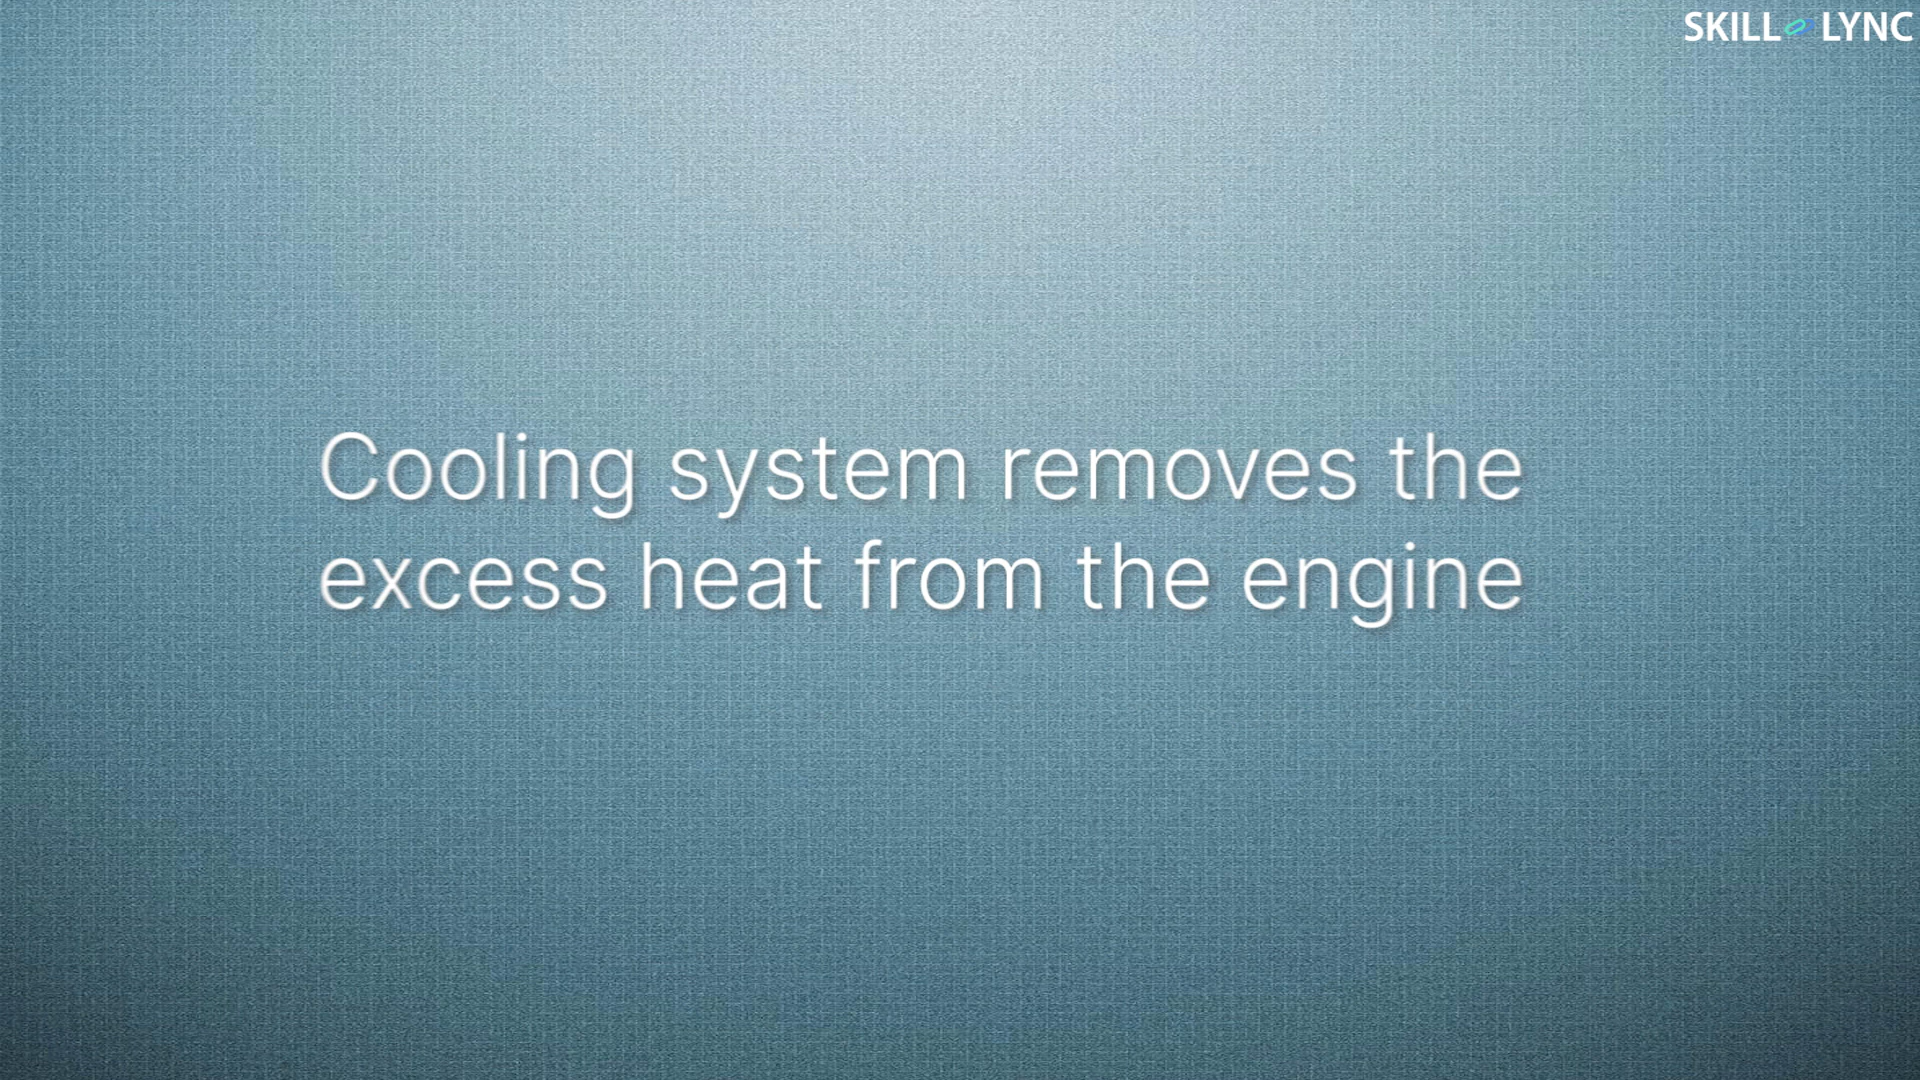 SKILL LYNC
Cooling system removes the
excess heat from the engine